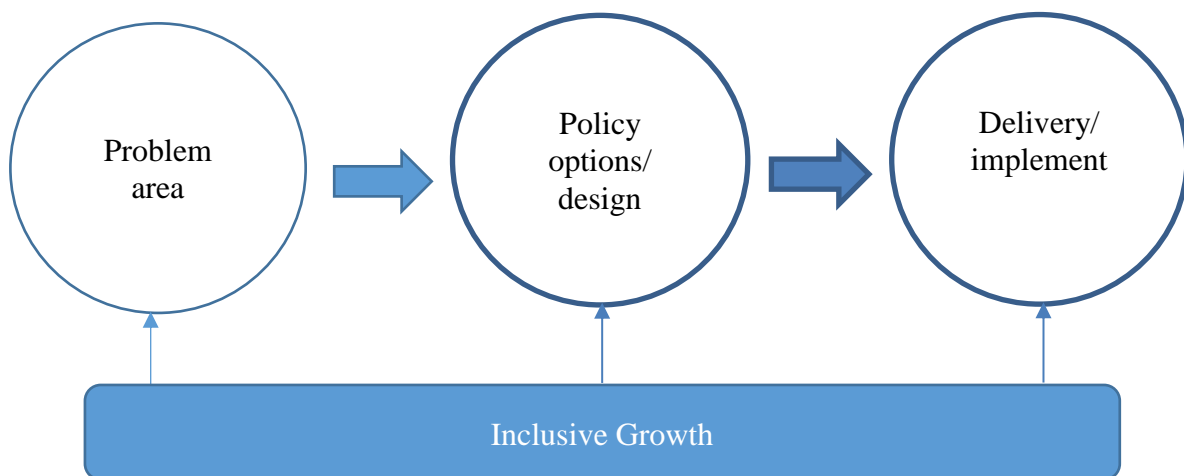 Problem
area
Policy
options/
design
Delivery/
implement
Inclusive Growth